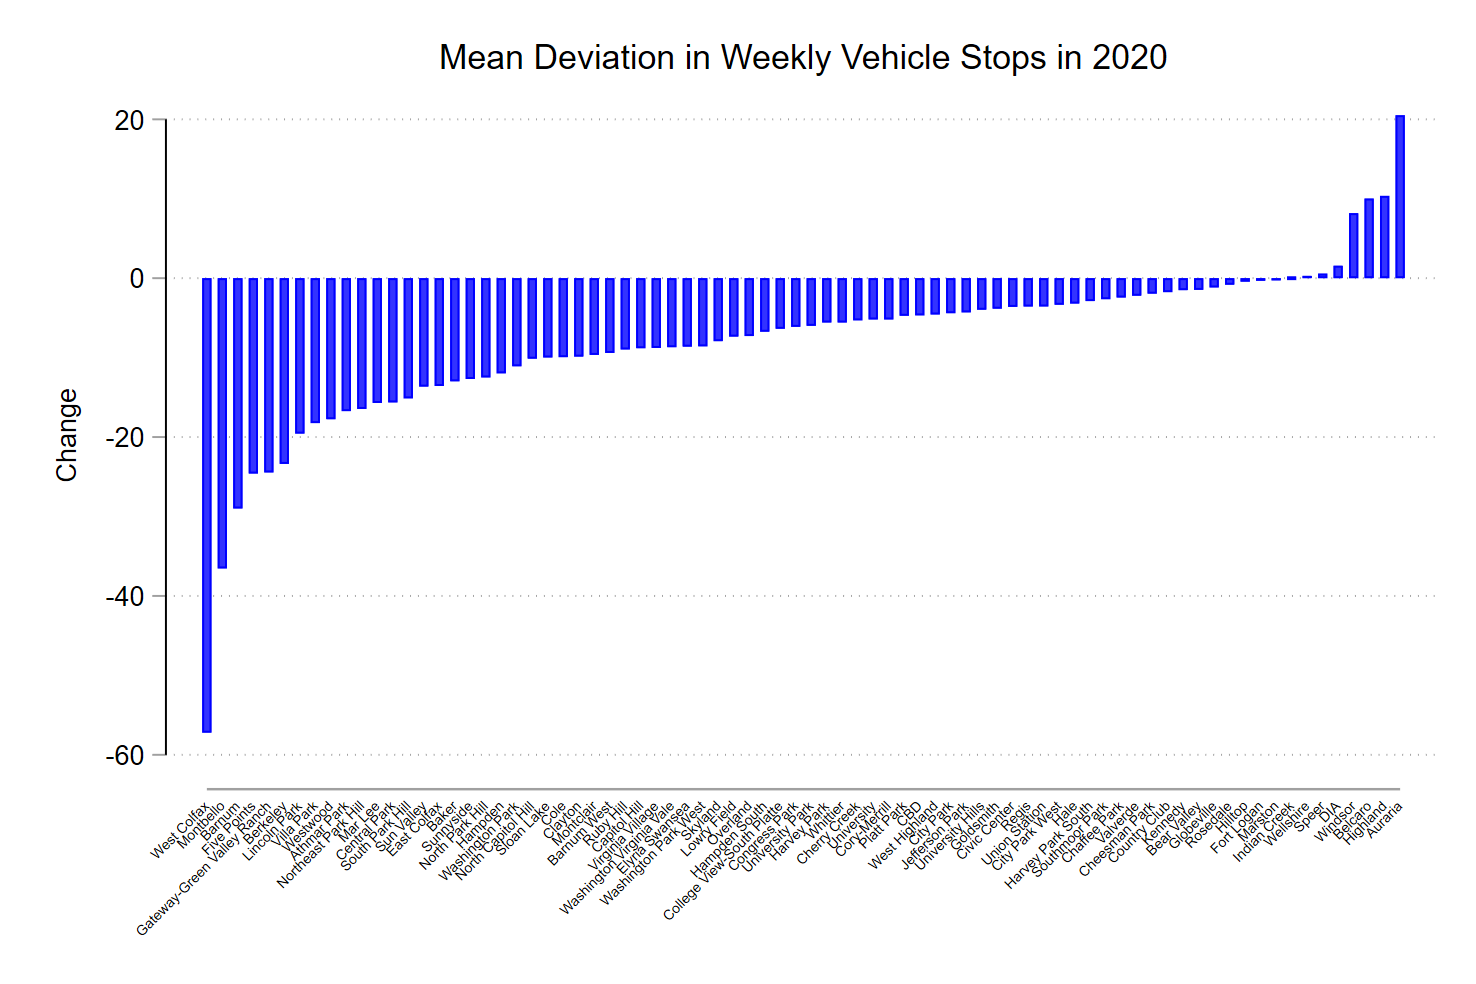 Mean Deviation in Weekly Vehicle Stops in 2020
20
0
-20
-40
-60
Change
West Colfax
Montbello
Barnum
Five Points
Gateway-Green Valley Ranch
Berkeley
Lincoln Park
Villa Park
Westwood
Athmar Park
Northeast Park Hill
Mar Lee
Central Park
South Park Hill
Sun Valley
East Colfax
Baker
Sunnyside
North Park Hill
Hampden
Washington Park
North Capitol Hill
Sloan Lake
Cole
Clayton
Montclair
Barnum West
Ruby Hill
Capitol Hill
Virginia Village
Washington Virginia Vale
Elyria Swansea
Washington Park West
Skyland
Lowry Field
Overland
Hampden South
College View-South Platte
Congress Park
University Park
Harvey Park
Whittier
Cherry Creek
University
Cory-Merrill
Platt Park
CBD
West Highland
City Park
Jefferson Park
University Hills
Goldsmith
Civic Center
Regis
Union Station
City Park West
Hale
Harvey Park South
Southmoor Park
Chaffee Park
Valverde
Cheesman Park
Country Club
Kennedy
Bear Valley
Globeville
Rosedale
Hilltop
Fort Logan
Marston
Indian Creek
Wellshire
Speer
DIA
Windsor
Belcaro
Highland
Auraria